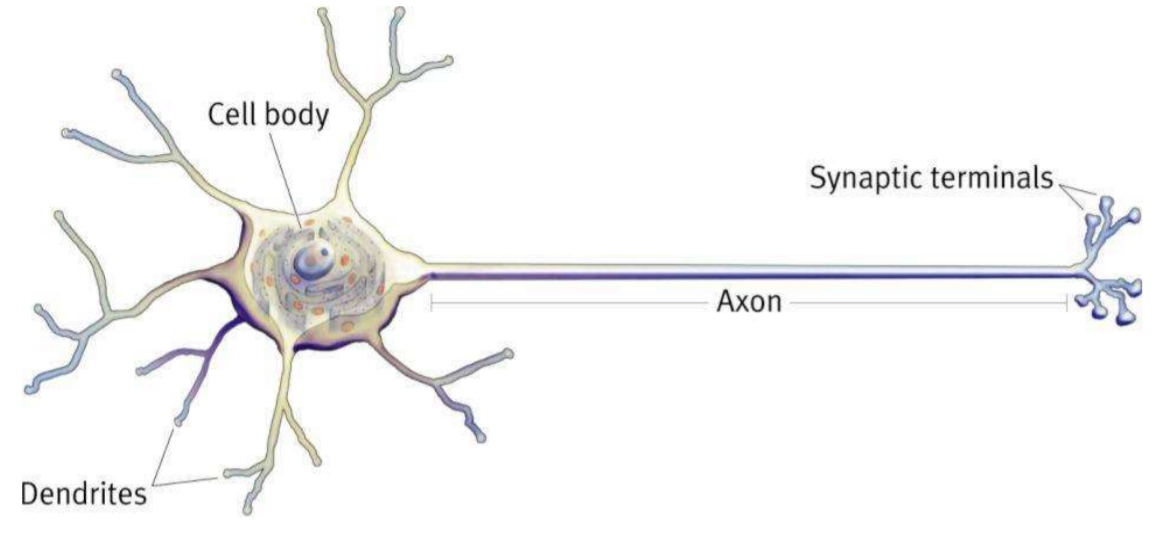 Cell body
Synaptic terminals
Axon
Dendrites